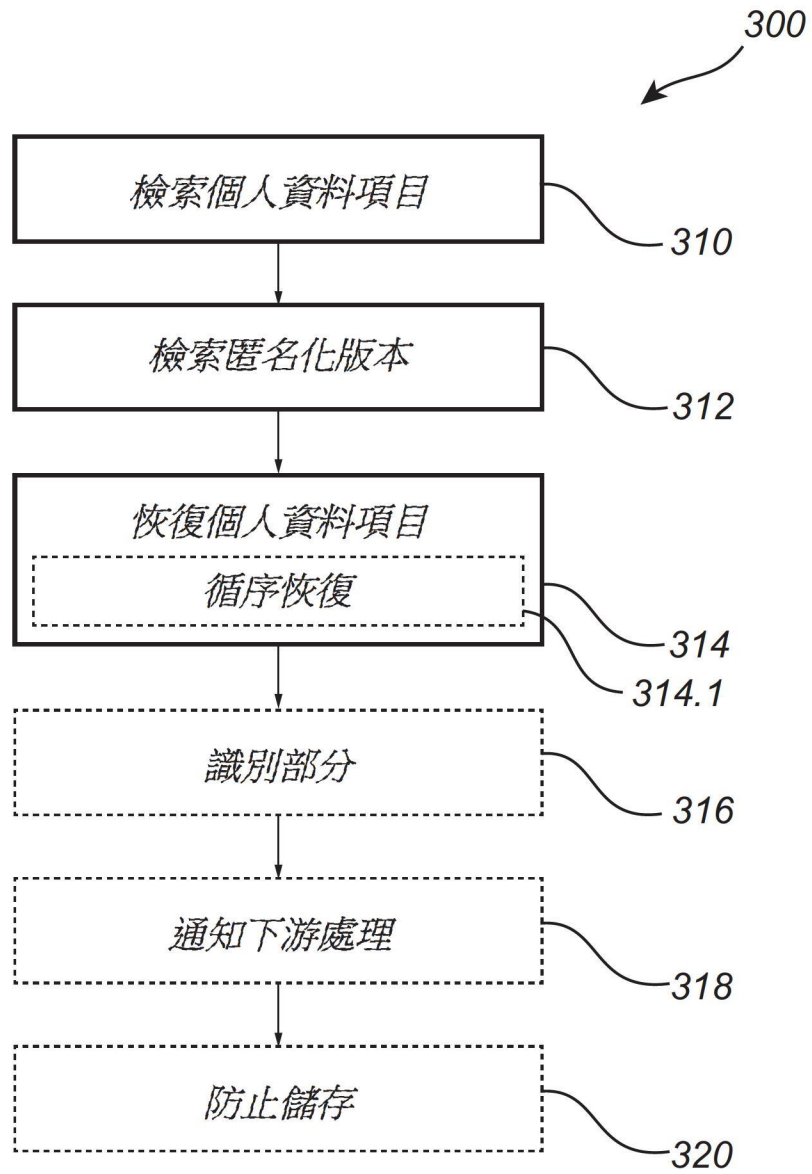 300
檢索個人資料項目
310
檢索匿名化版本
312
恢復個人資料項目
循序恢復
314
314.1
識別部分
316
通知下游處理
318
防止儲存
320